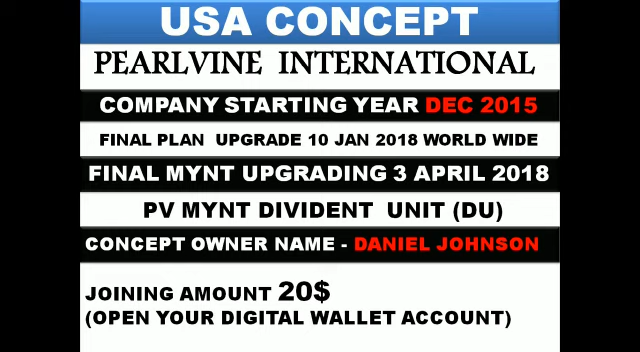 USA CONCEPT
PEARLVINE INTERNATIONAL
COMPANY STARTING YEAR DEC 2015
FINAL PLAN UPGRADE 10 JAN 2018 WORLD WIDE
FINAL MYNT UPGRADING 3 APRIL 2018
PV MYNT DIVIDENT UNIT (DU)
CONCEPT OWNER NAME - DANIEL JOHNSON
JOINING AMOUNT 20$
(OPEN YOUR DIGITAL WALLET ACCOUNT)